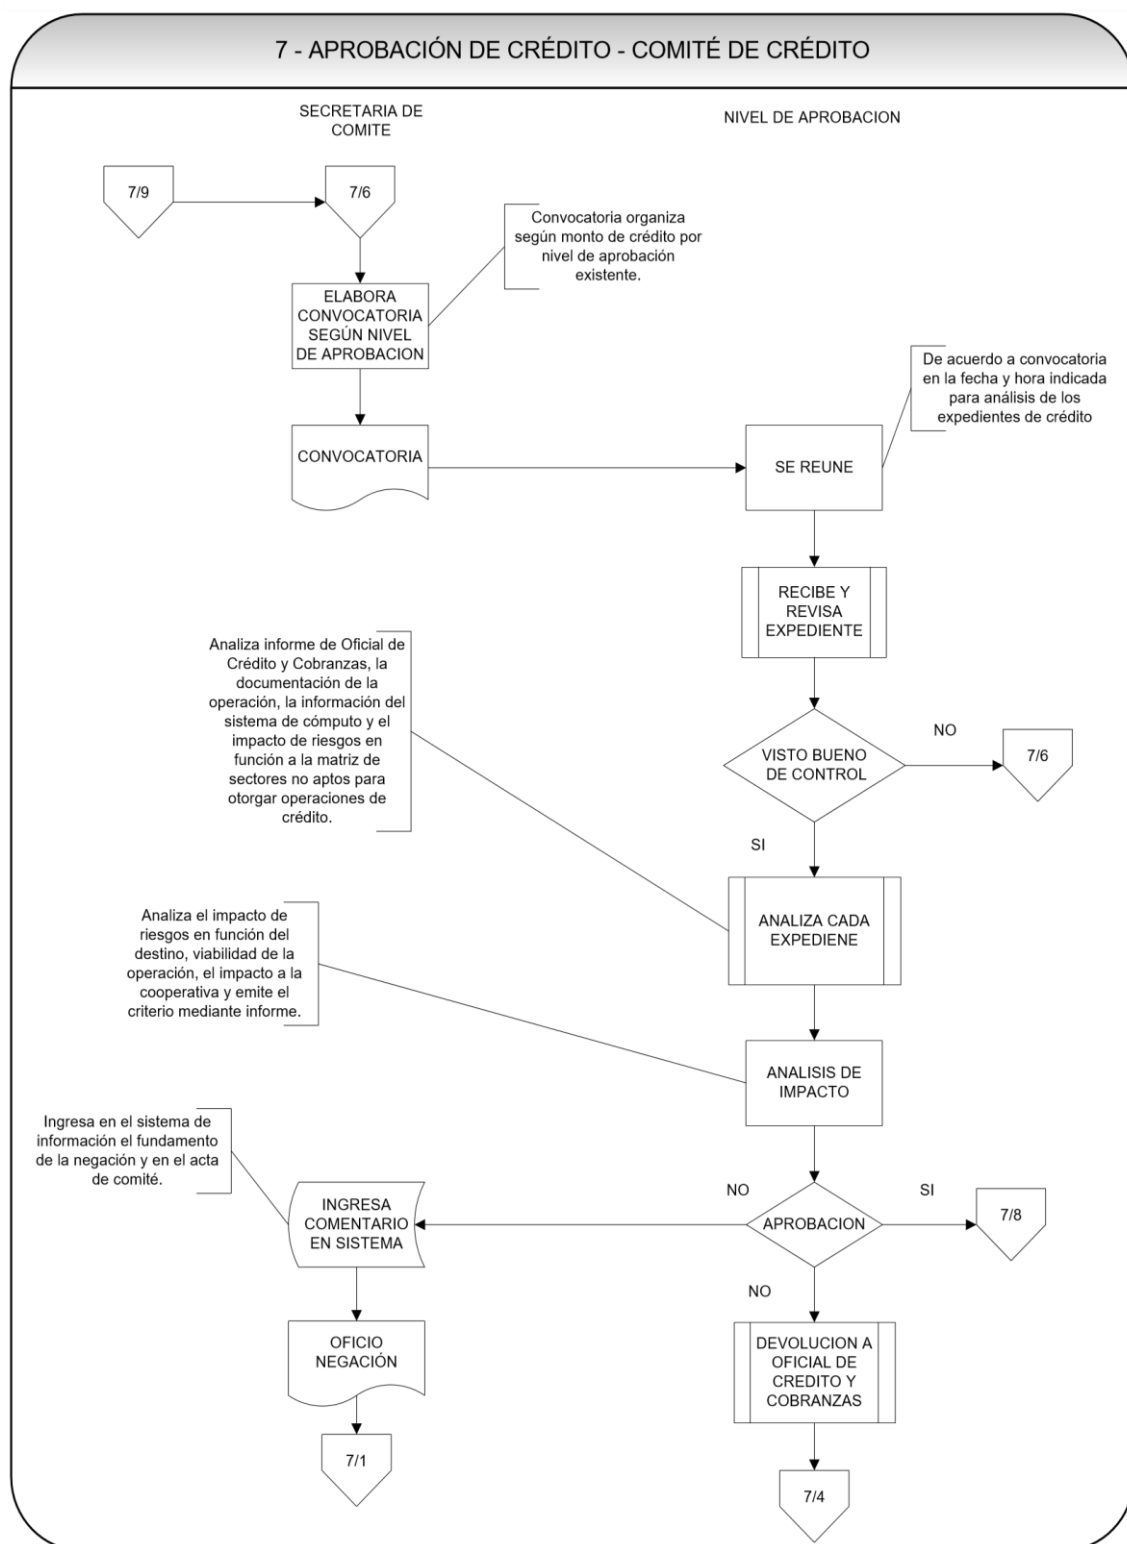 7 - APROBACIÓN DE CRÉDITO - COMITÉ DE CRÉDITO
SECRETARIA DE
COMITE
NIVEL DE APROBACION
7/9
7/6
Convocatoria organiza
según monto de crédito por
nivel de aprobación
existente.
ELABORA
CONVOCATORIA
SEGÚN NIVEL
DE APROBACION
De acuerdo a convocatoria
en la fecha y hora indicada
para análisis de los
expedientes de crédito
CONVOCATORIA
SE REUNE
RECIBE Y
REVISA
EXPEDIENTE
Analiza informe de Oficial de
Crédito y Cobranzas, la
documentación de la
operación, la información del
sistema de cómputo y el
impacto de riesgos en
función a la matriz de
sectores no aptos para
otorgar operaciones de
crédito.
VISTO BUENO
DE CONTROL
NO
7/6
SI
ANALIZA CADA
EXPEDIENE
Analiza el impacto de
riesgos en función del
destino, viabilidad de la
operación, el impacto a la
cooperativa y emite el
criterio mediante informe.
ANALISIS DE
IMPACTO
Ingresa en el sistema de
información el fundamento
de la negación y en el acta
de comité.
INGRESA
COMENTARIO
EN SISTEMA
NO
APROBACION
SI
7/8
NO
OFICIO
NEGACIÓN
DEVOLUCION A
OFICIAL DE
CREDITO Y
COBRANZAS
7/1
7/4